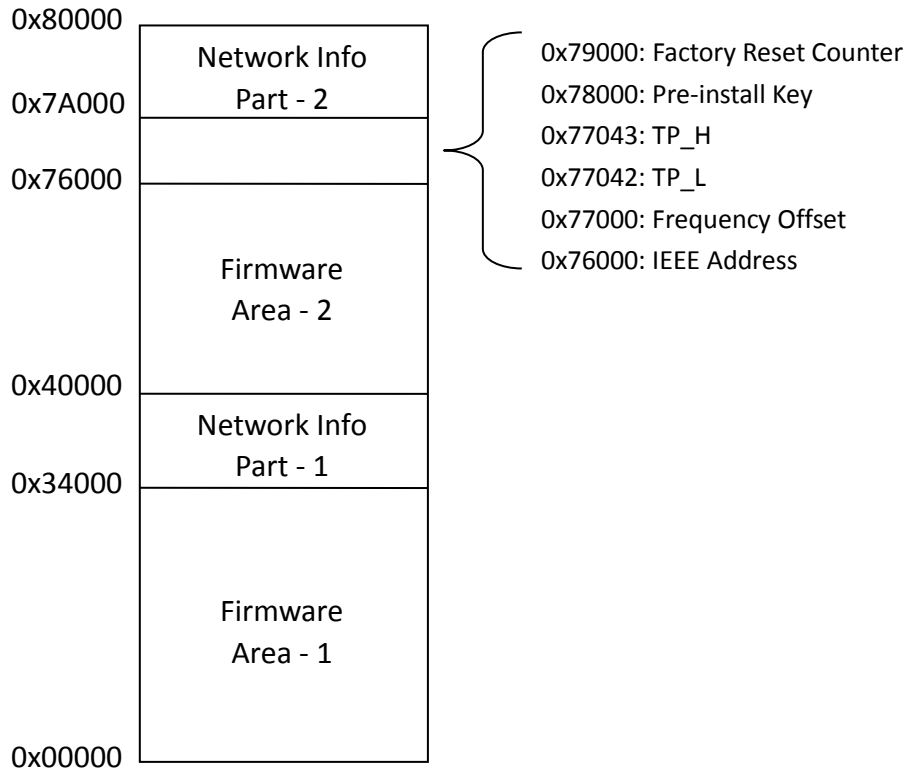 0x80000
Network Info
Part - 2
0x7A000
0x76000
Firmware
Area - 2
0x40000
Network Info
Part - 1
0x34000
Firmware
Area - 1
0x00000
0x79000: Factory Reset Counter
0x78000: Pre-install Key
0x77043: TP_H
0x77042: TP_L
0x77000: Frequency Offset
0x76000: IEEE Address